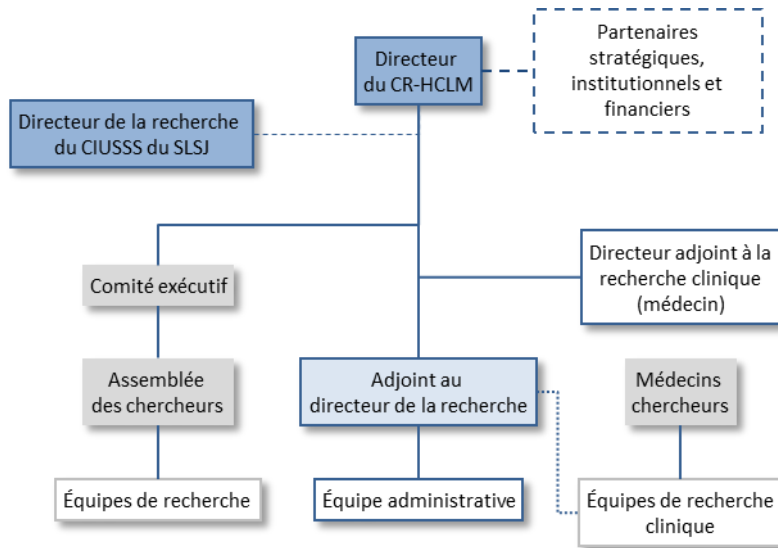 Directeur
du CR-HCLM
Partenaires
stratégiques,
institutionnels et
financiers
Directeur de la recherche
du CIUSSS du SLSJ
Comité exécutif
Directeur adjoint à la
recherche clinique
(médecin)
Assemblée
des chercheurs
Adjoint au
directeur de la recherche
Médecins
chercheurs
Équipes de recherche
Équipe administrative
Équipes de recherche
clinique